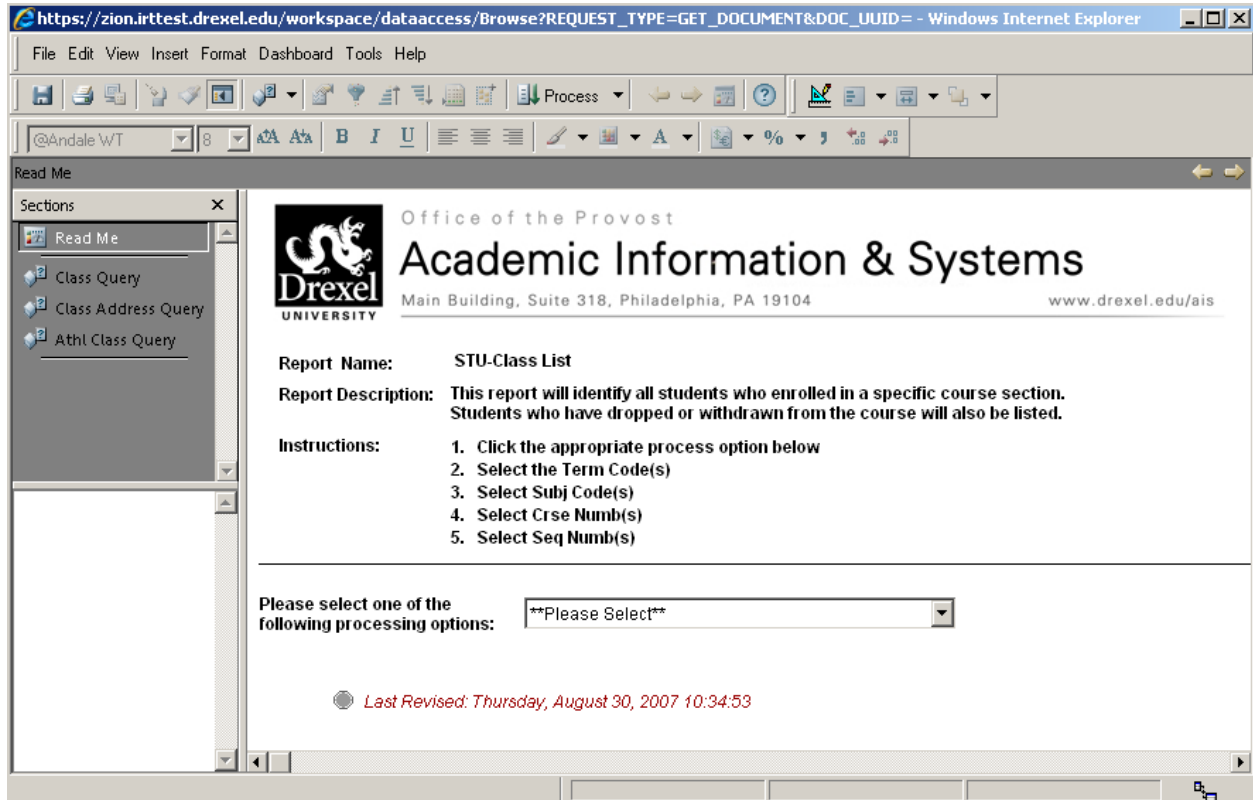 https://zion.irttest.drexel.edu/workspace/dataaccess/Browse?REQUEST_TYPE=GET_DOCUMENT&DOC_UUID= - Windows Internet Explorer
File Edit View Insert Format Dashboard Tools Help
Process
@Andale WT 8 B I U A %
Read Me
Sections
Read Me
Class Query
Class Address Query
Athl Class Query
Drexel
UNIVERSITY
Office of the Provost
Academic Information & Systems
Main Building, Suite 318, Philadelphia, PA 19104 www.drexel.edu/ais
Report Name: STU-Class List
Report Description: This report will identify all students who enrolled in a specific course section.
Students who have dropped or withdrawn from the course will also be listed.
Instructions: 1. Click the appropriate process option below
2. Select the Term Code(s)
3. Select Subj Code(s)
4. Select Crse Numb(s)
5. Select Seq Numb(s)
Please select one of the
following processing options: **Please Select**
Last Revised: Thursday, August 30, 2007 10:34:53